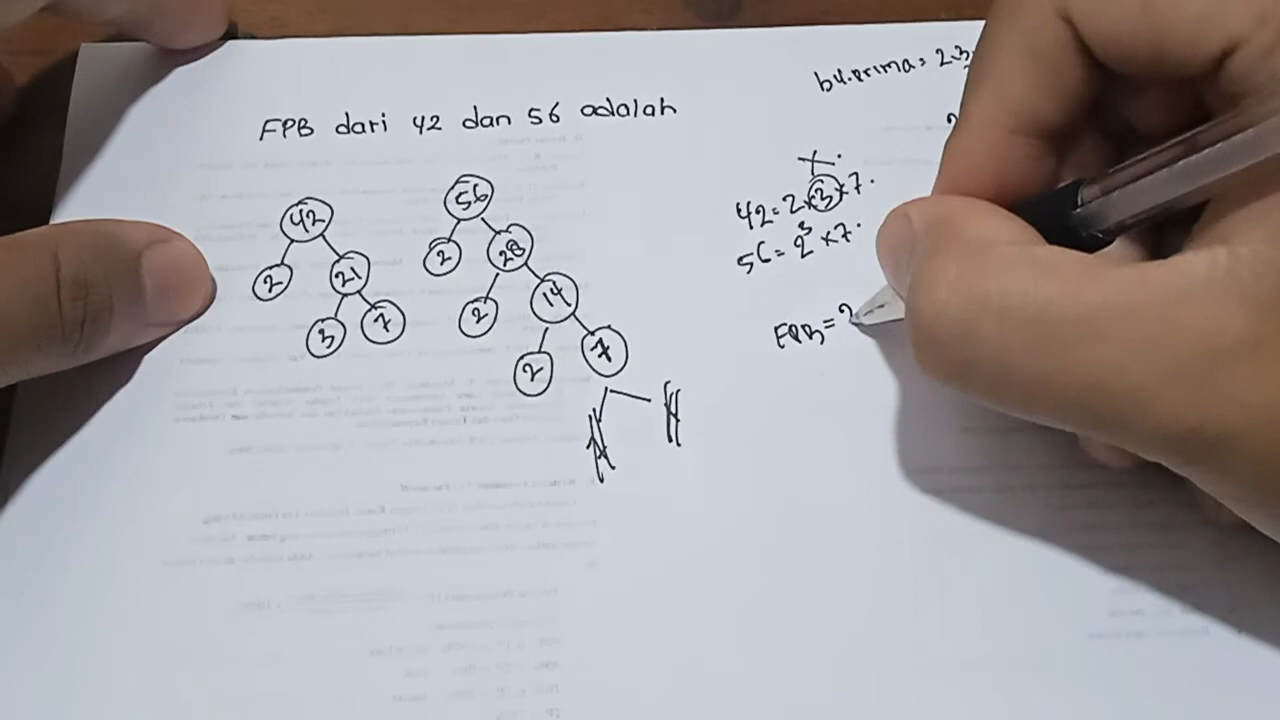 FPB dari 42 dan 56 adalah
42
2 21
3 7
56
2 28
2 14
2 7
bil.prima = 2.3
42 = 2 x 3 x 7
56 = 2³ x 7
FPB = 2